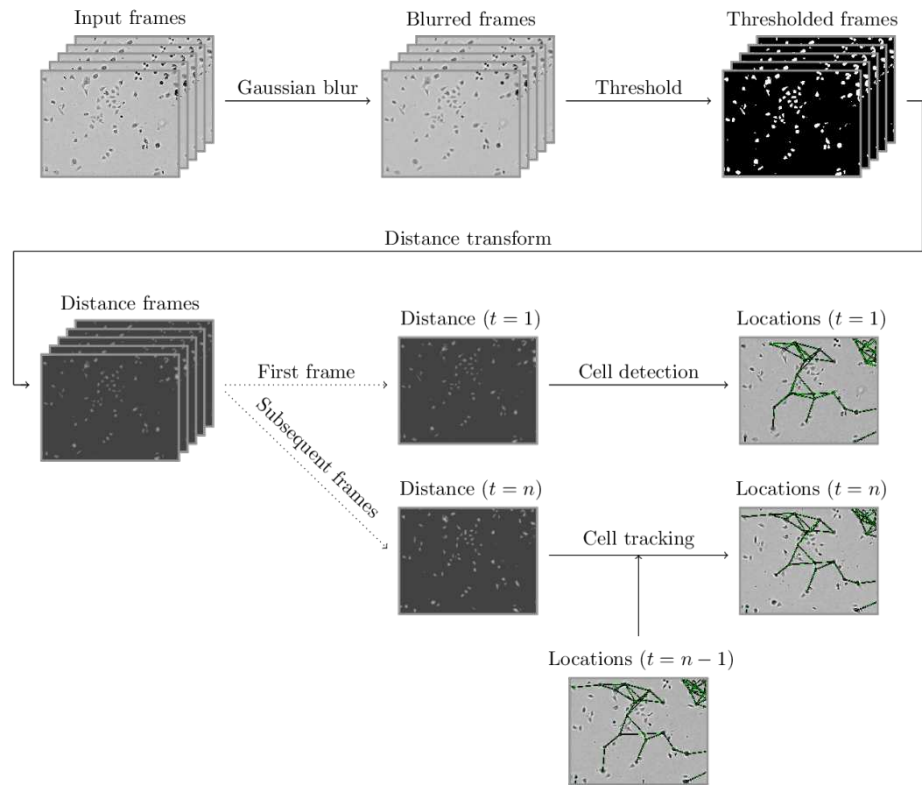 Input frames
Blurred frames
Thresholded frames
Gaussian blur
Threshold
Distance transform
Distance frames
Distance (t = 1)
Locations (t = 1)
First frame
Cell detection
Subsequent frames
Distance (t = n)
Locations (t = n)
Cell tracking
Locations (t = n − 1)